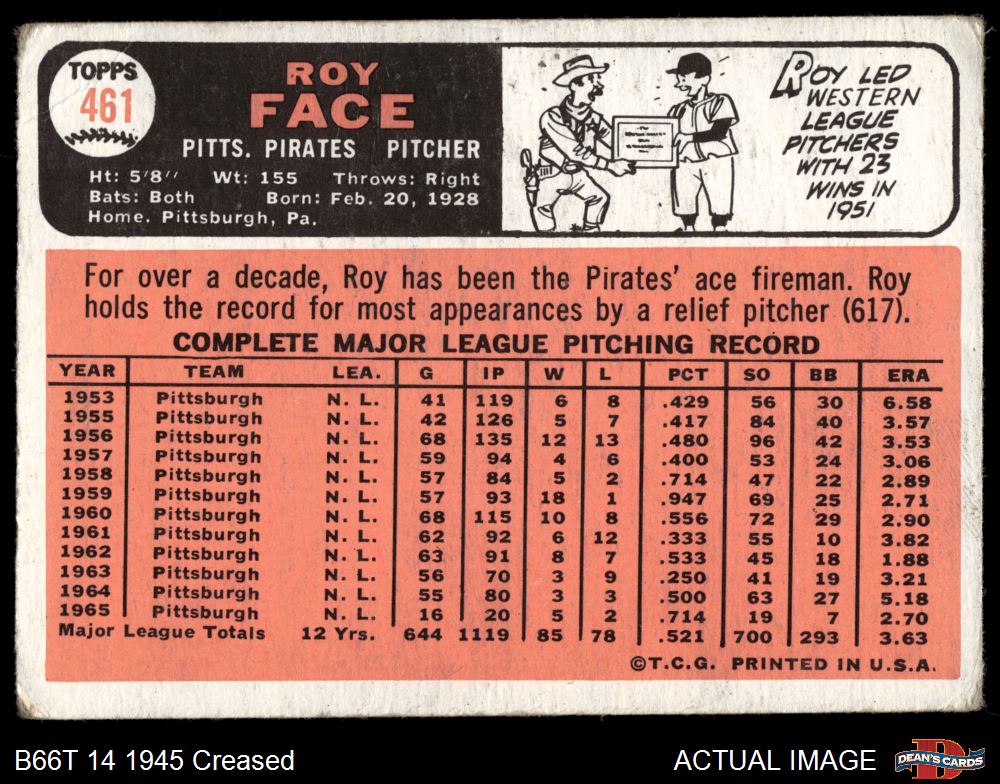 TOPPS
461
ROY
FACE
PITTS. PIRATES PITCHER
Ht: 5'8'' Wt: 155 Throws: Right
Bats: Both Born: Feb. 20, 1928
Home. Pittsburgh, Pa.
ROY LED
WESTERN
LEAGUE
PITCHERS
WITH 23
WINS IN
1951
For over a decade, Roy has been the Pirates' ace fireman. Roy
holds the record for most appearances by a relief pitcher (617).
COMPLETE MAJOR LEAGUE PITCHING RECORD
YEAR TEAM LEA. G IP W L PCT SO BB ERA
1953 Pittsburgh N. L. 41 119 6 8 .429 56 30 6.58
1955 Pittsburgh N. L. 42 126 5 7 .417 84 40 3.57
1956 Pittsburgh N. L. 68 135 12 13 .480 96 42 3.53
1957 Pittsburgh N. L. 59 94 4 6 .400 53 24 3.06
1958 Pittsburgh N. L. 57 84 5 2 .714 47 22 2.89
1959 Pittsburgh N. L. 57 93 18 1 .947 69 25 2.71
1960 Pittsburgh N. L. 68 115 10 8 .556 72 29 2.90
1961 Pittsburgh N. L. 62 92 6 12 .333 55 10 3.82
1962 Pittsburgh N. L. 63 91 8 7 .533 45 18 1.88
1963 Pittsburgh N. L. 56 70 3 9 .250 41 19 3.21
1964 Pittsburgh N. L. 55 80 3 3 .500 63 27 5.18
1965 Pittsburgh N. L. 16 20 5 2 .714 19 7 2.70
Major League Totals 12 Yrs. 644 1119 85 78 .521 700 293 3.63
©T.C.G. PRINTED IN U.S.A.
B66T 14 1945 Creased
ACTUAL IMAGE
DEAN'S CARDS